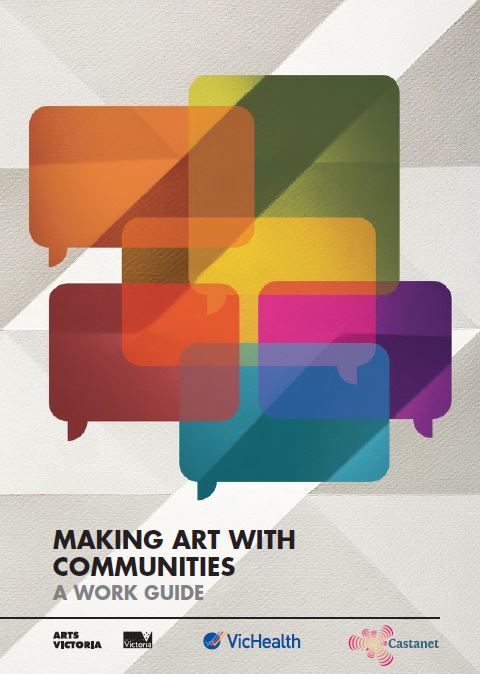 MAKING ART WITH
COMMUNITIES
A WORK GUIDE
ARTS
VICTORIA
Victoria
VicHealth
Castanet